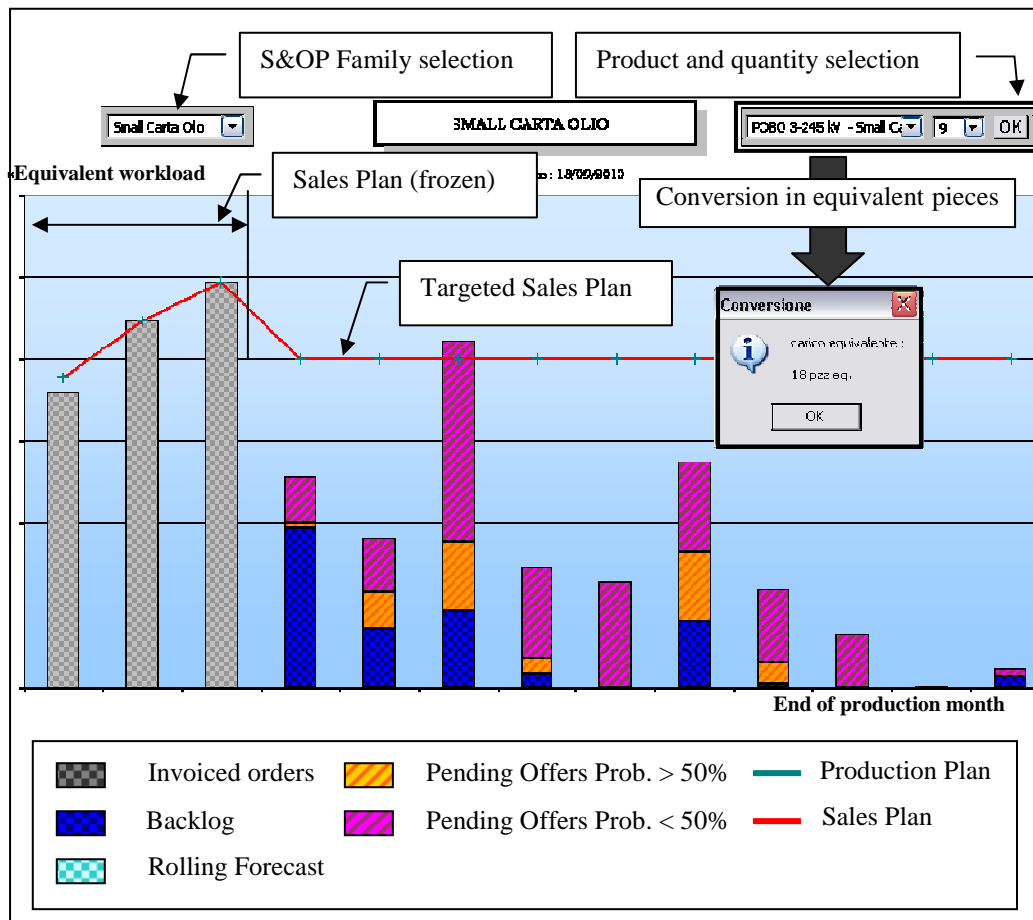 S&OP Family selection
Product and quantity selection
Small Carta Olio
SMALL CARTA OLIO
- Small
9
OK
Equivalent workload
Sales Plan (frozen)
Conversion in equivalent pieces
Targeted Sales Plan
Conversione
carico equivalente :
18 pzz eq.
OK
End of production month
Invoiced orders
Pending Offers Prob. > 50%
Production Plan
Backlog
Pending Offers Prob. < 50%
Sales Plan
Rolling Forecast